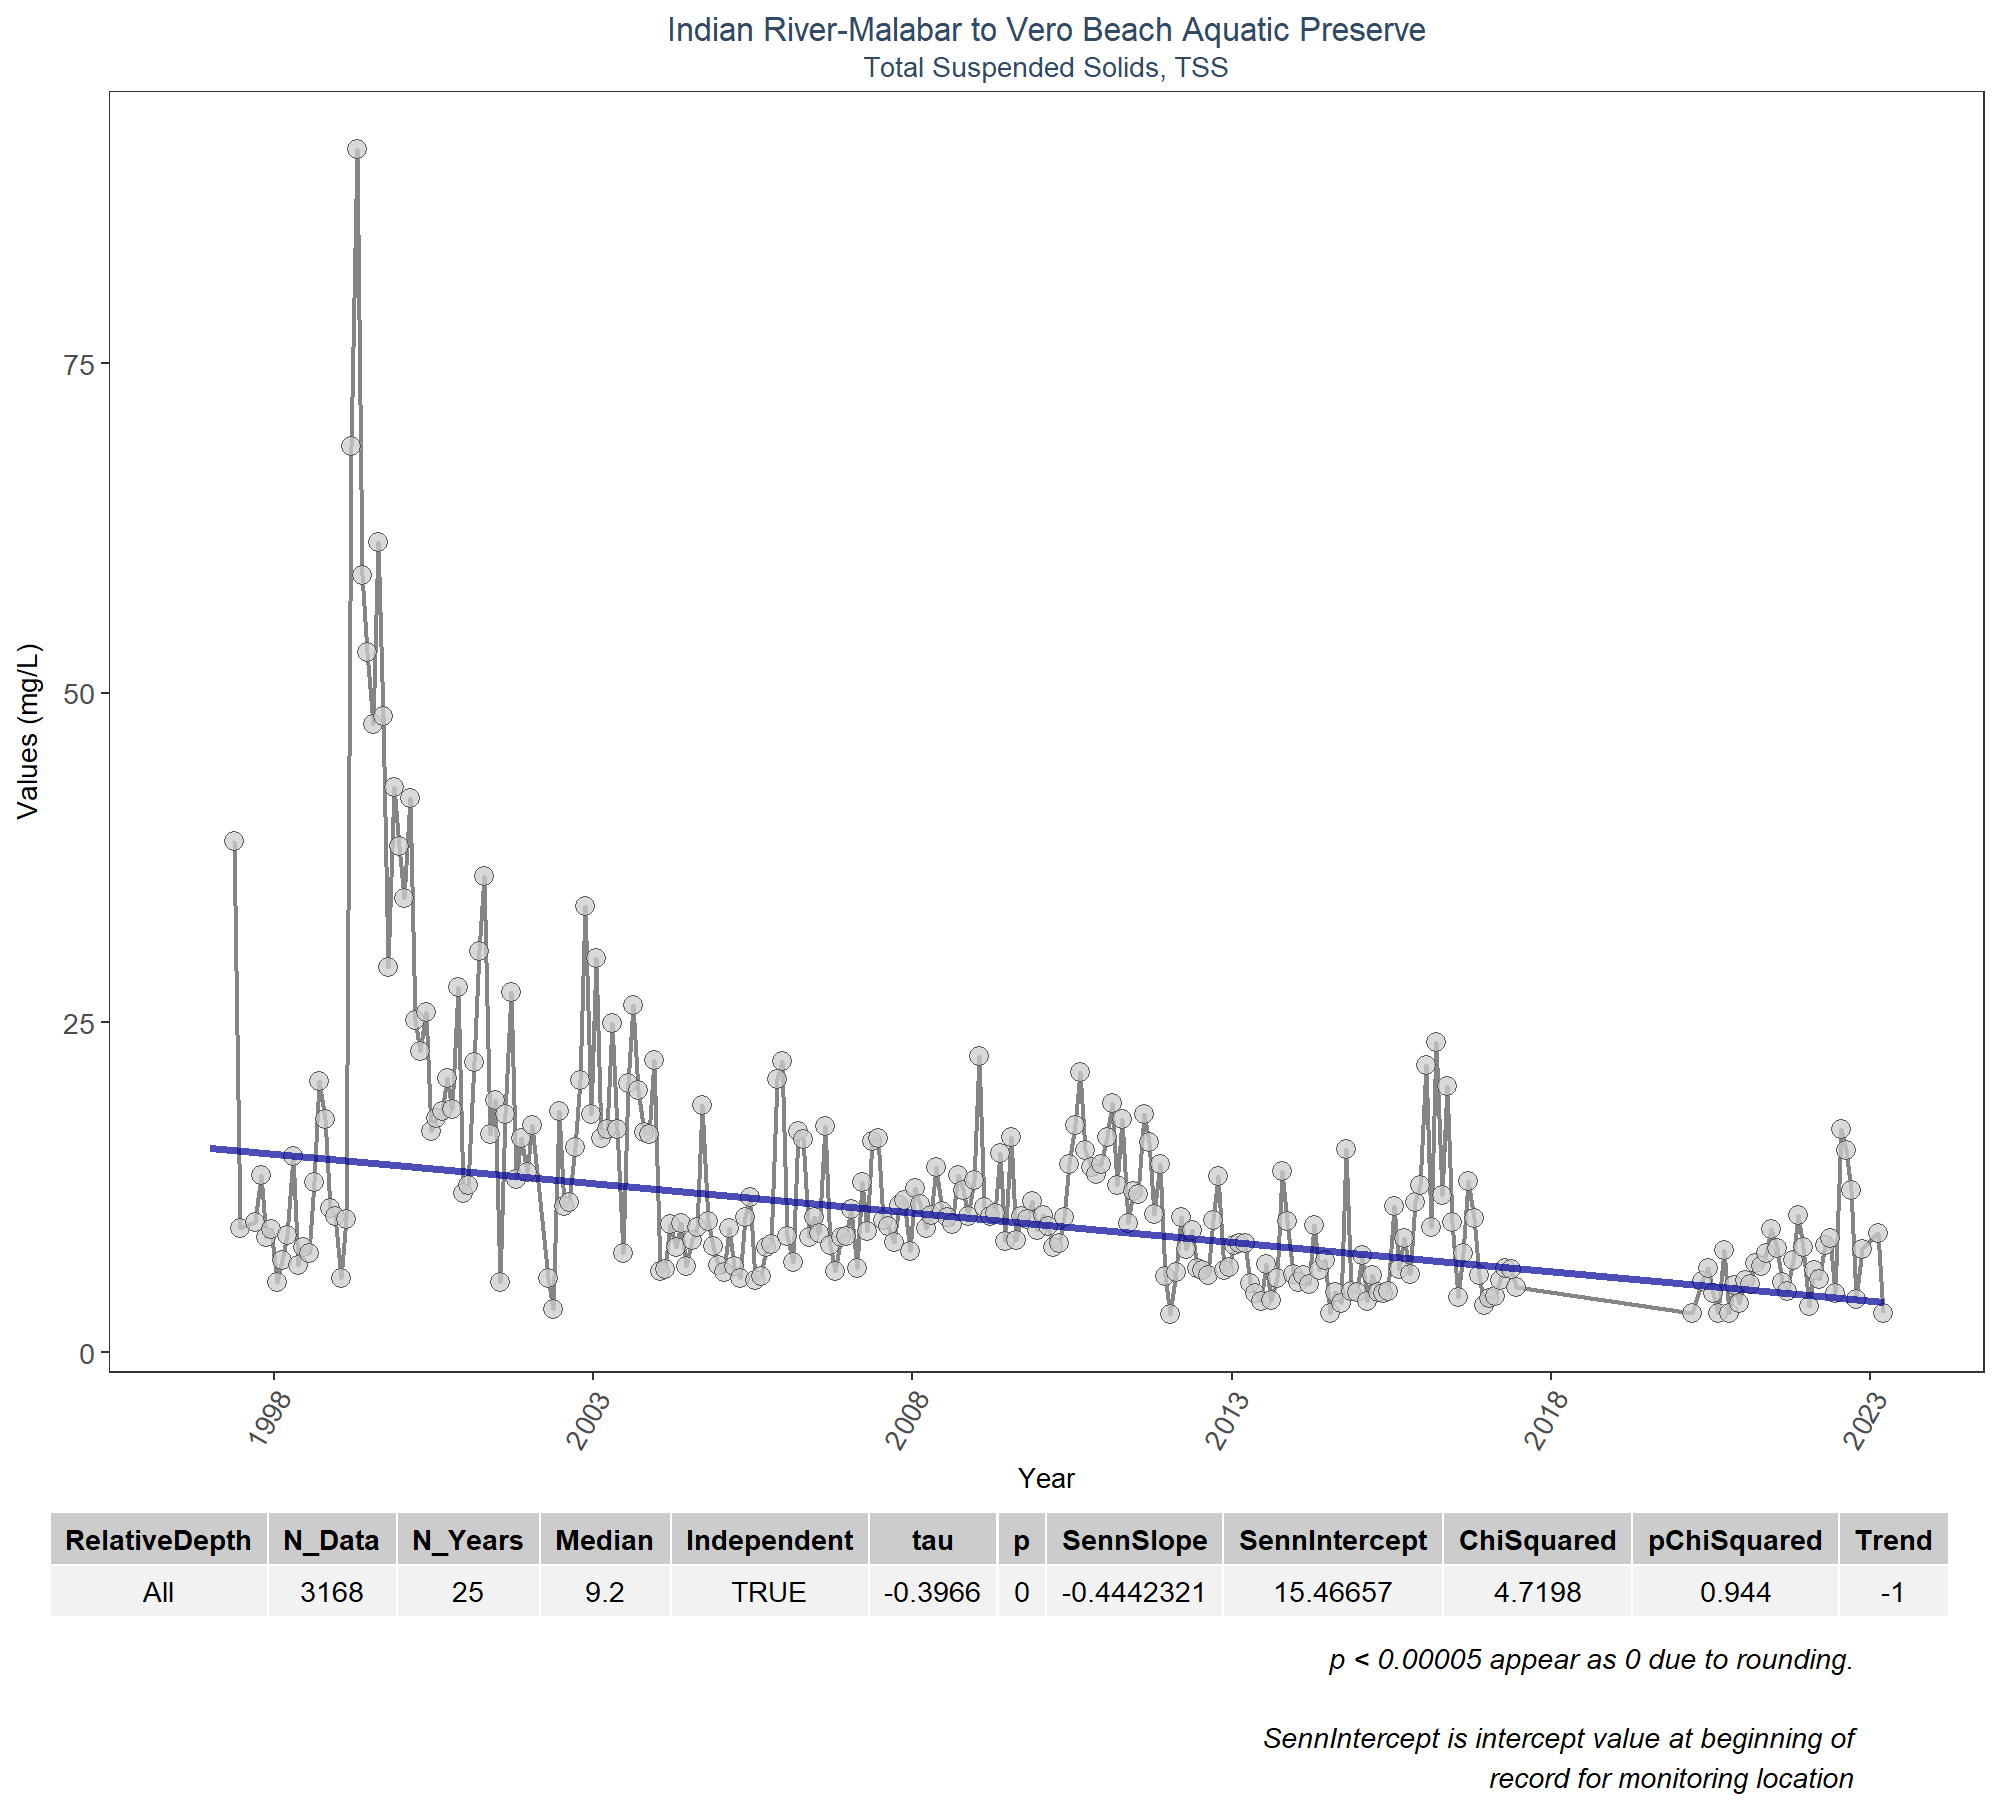 Indian River-Malabar to Vero Beach Aquatic Preserve
Total Suspended Solids, TSS
Values (mg/L)
75
50
25
0
1998
2003
2008
2013
2018
2023
Year
RelativeDepth N_Data N_Years Median Independent tau p SennSlope SennIntercept ChiSquared pChiSquared Trend
All 3168 25 9.2 TRUE -0.3966 0 -0.4442321 15.46657 4.7198 0.944 -1
p < 0.00005 appear as 0 due to rounding.
SennIntercept is intercept value at beginning of
record for monitoring location